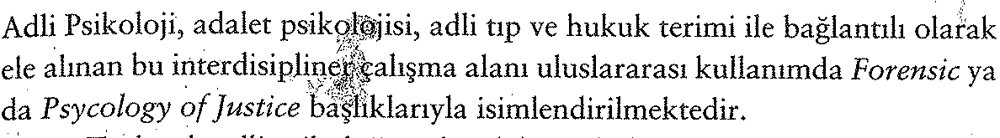 Adli Psikoloji, adalet psikolojisi, adli tıp ve hukuk terimi ile bağlantılı olarak
ele alınan bu interdisipliner çalışma alanı uluslararası kullanımda Forensic ya
da Psycology of Justice başlıklarıyla isimlendirilmektedir.